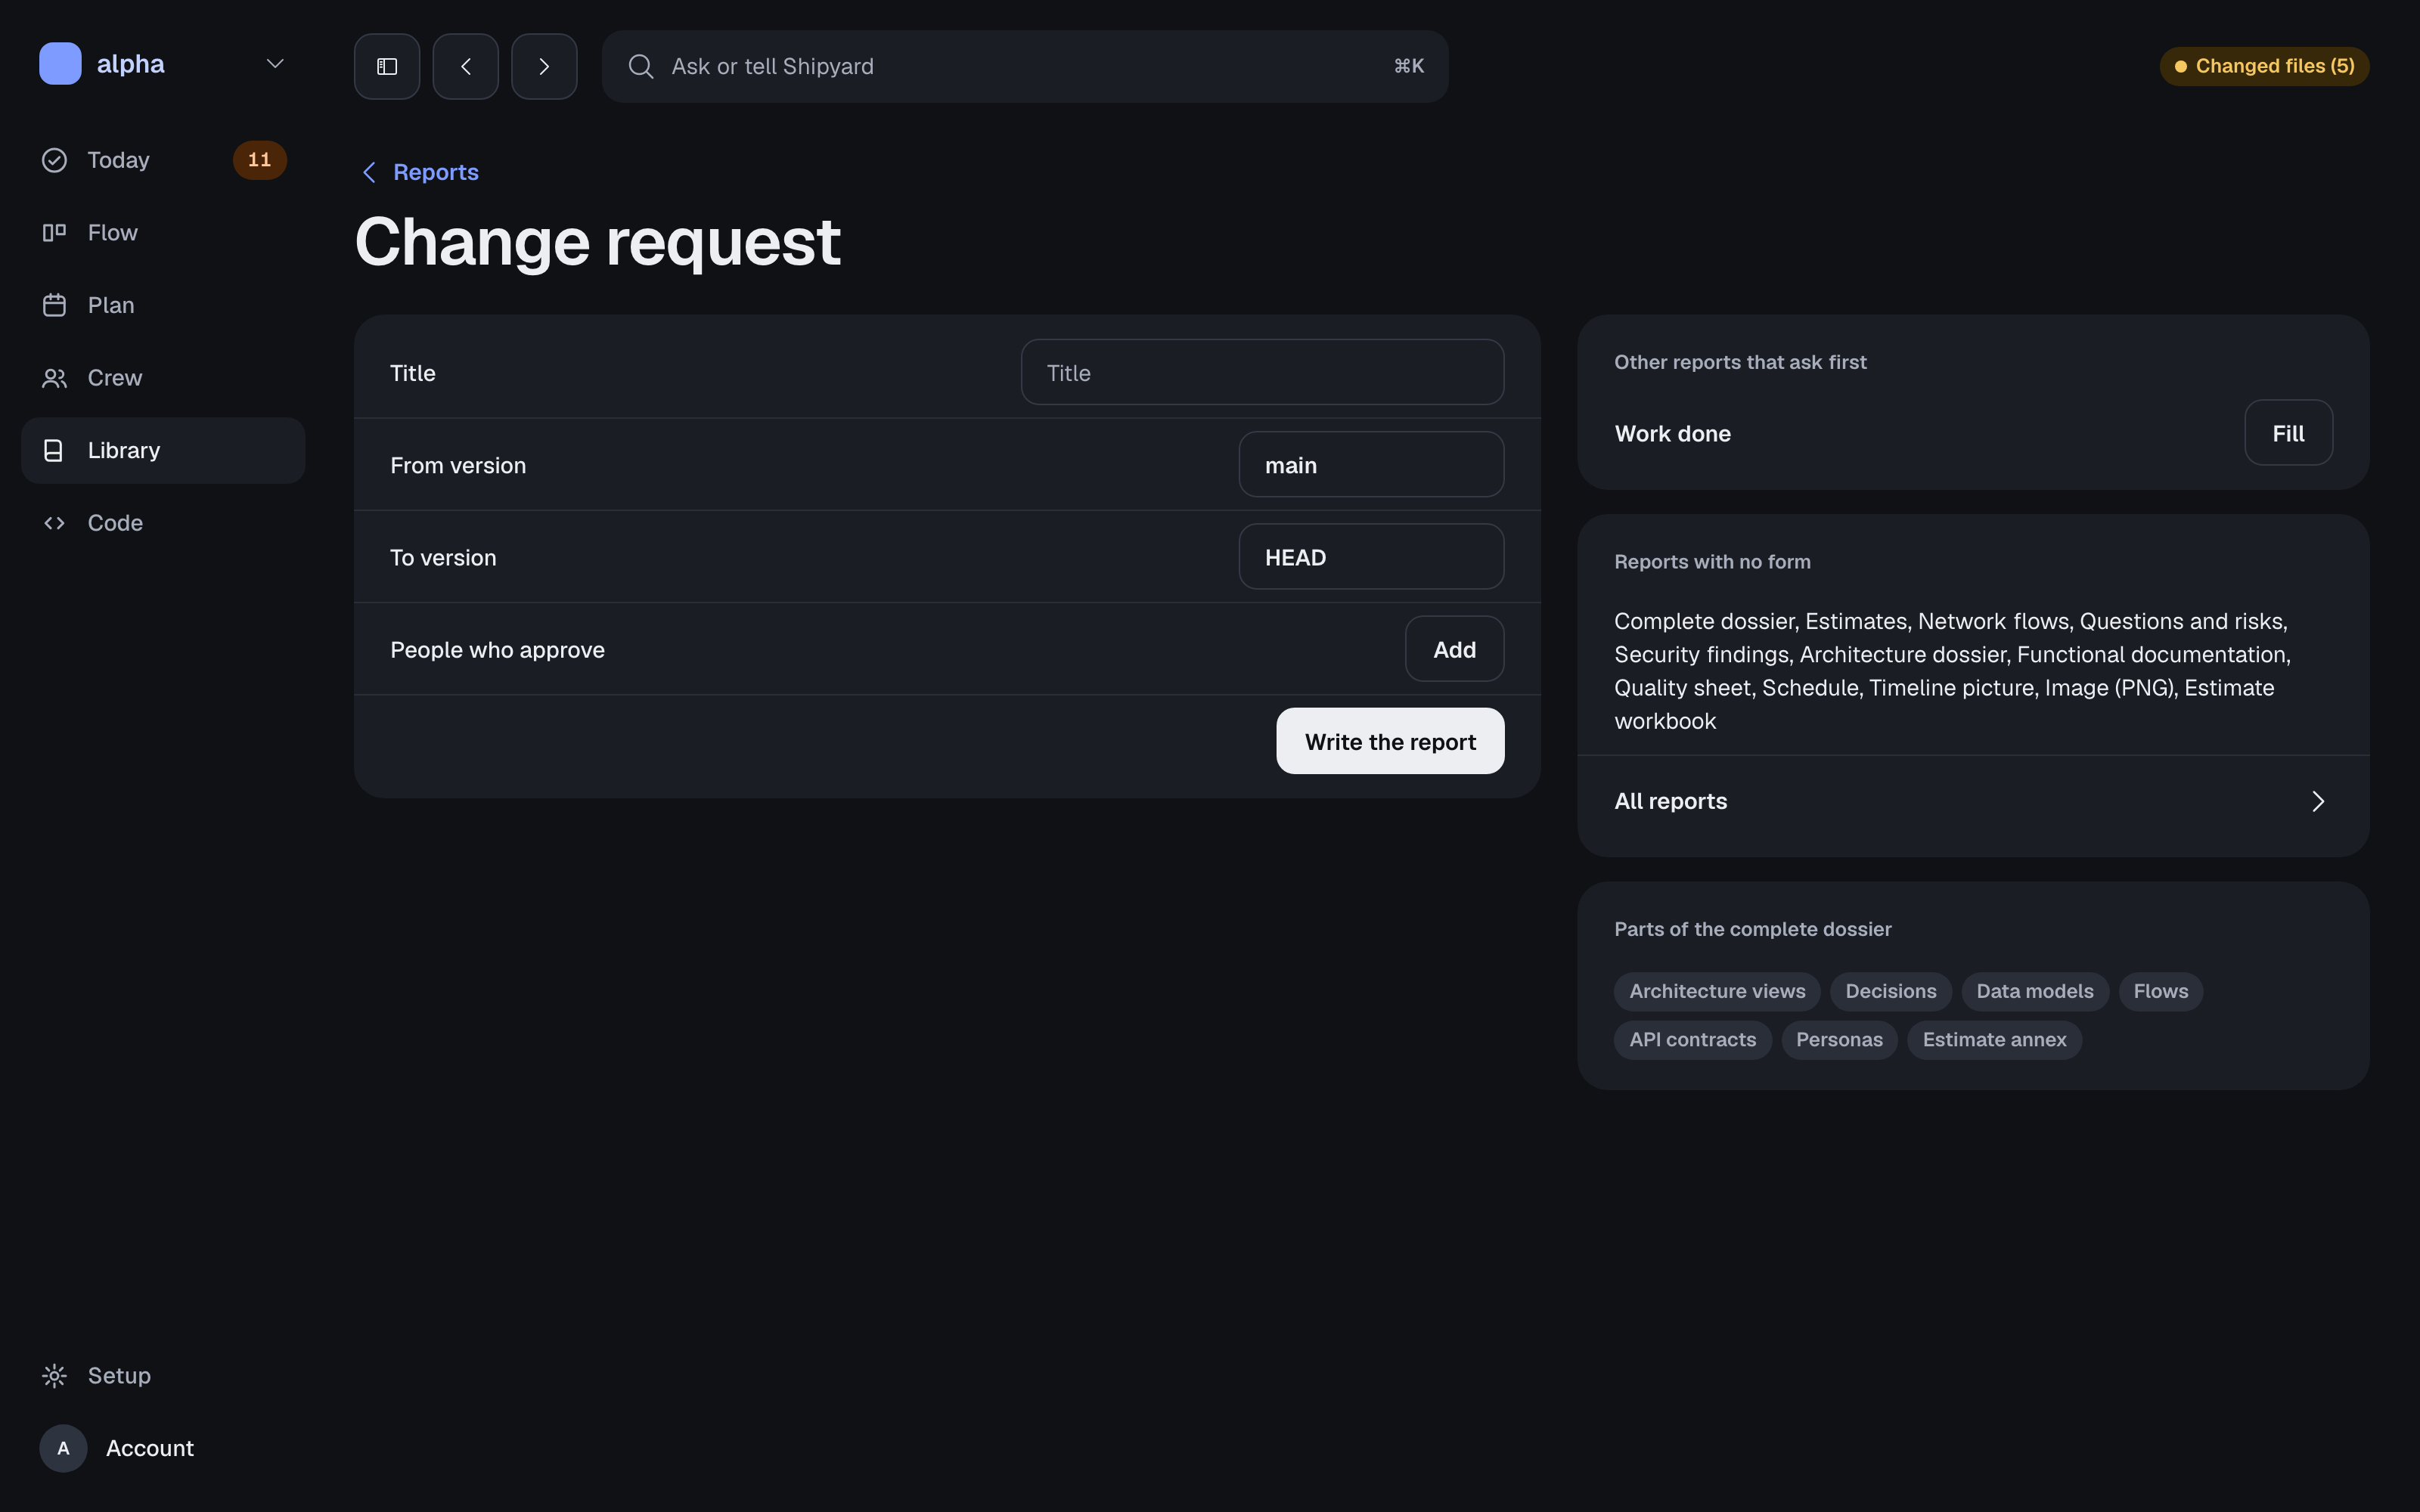 alpha
Ask or tell Shipyard
⌘K
Changed files (5)
Today
11
Flow
Plan
Crew
Library
Code
Reports
Change request
Title
Title
From version
main
To version
HEAD
People who approve
Add
Write the report
Other reports that ask first
Work done
Fill
Reports with no form
Complete dossier, Estimates, Network flows, Questions and risks,
Security findings, Architecture dossier, Functional documentation,
Quality sheet, Schedule, Timeline picture, Image (PNG), Estimate
workbook
All reports
Parts of the complete dossier
Architecture views
Decisions
Data models
Flows
API contracts
Personas
Estimate annex
Setup
A
Account